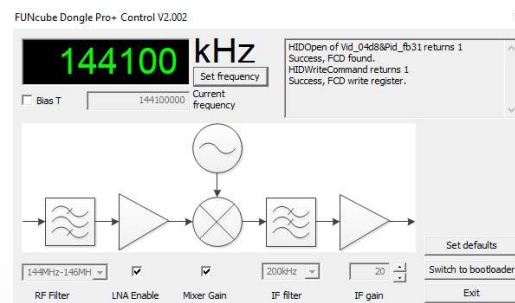 FUNcube Dongle Pro+ Control V2.002
144100 kHz
Set frequency
Bias T
144100000
Current frequency
HIDOpen of Vid_04d8&Pid_fb31 returns 1
Success, FCD found.
HIDWriteCommand returns 1
Success, FCD write register.
Set defaults
144MHz-146MH
200kHz
20
Switch to bootloader
RF Filter
LNA Enable
Mixer Gain
IF filter
IF gain
Exit